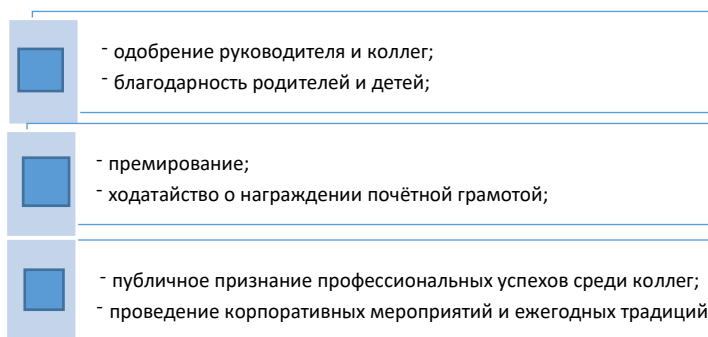 - одобрение руководителя и коллег;
- благодарность родителей и детей;
- премирование;
- ходатайство о награждении почётной грамотой;
- публичное признание профессиональных успехов среди коллег;
- проведение корпоративных мероприятий и ежегодных традиций